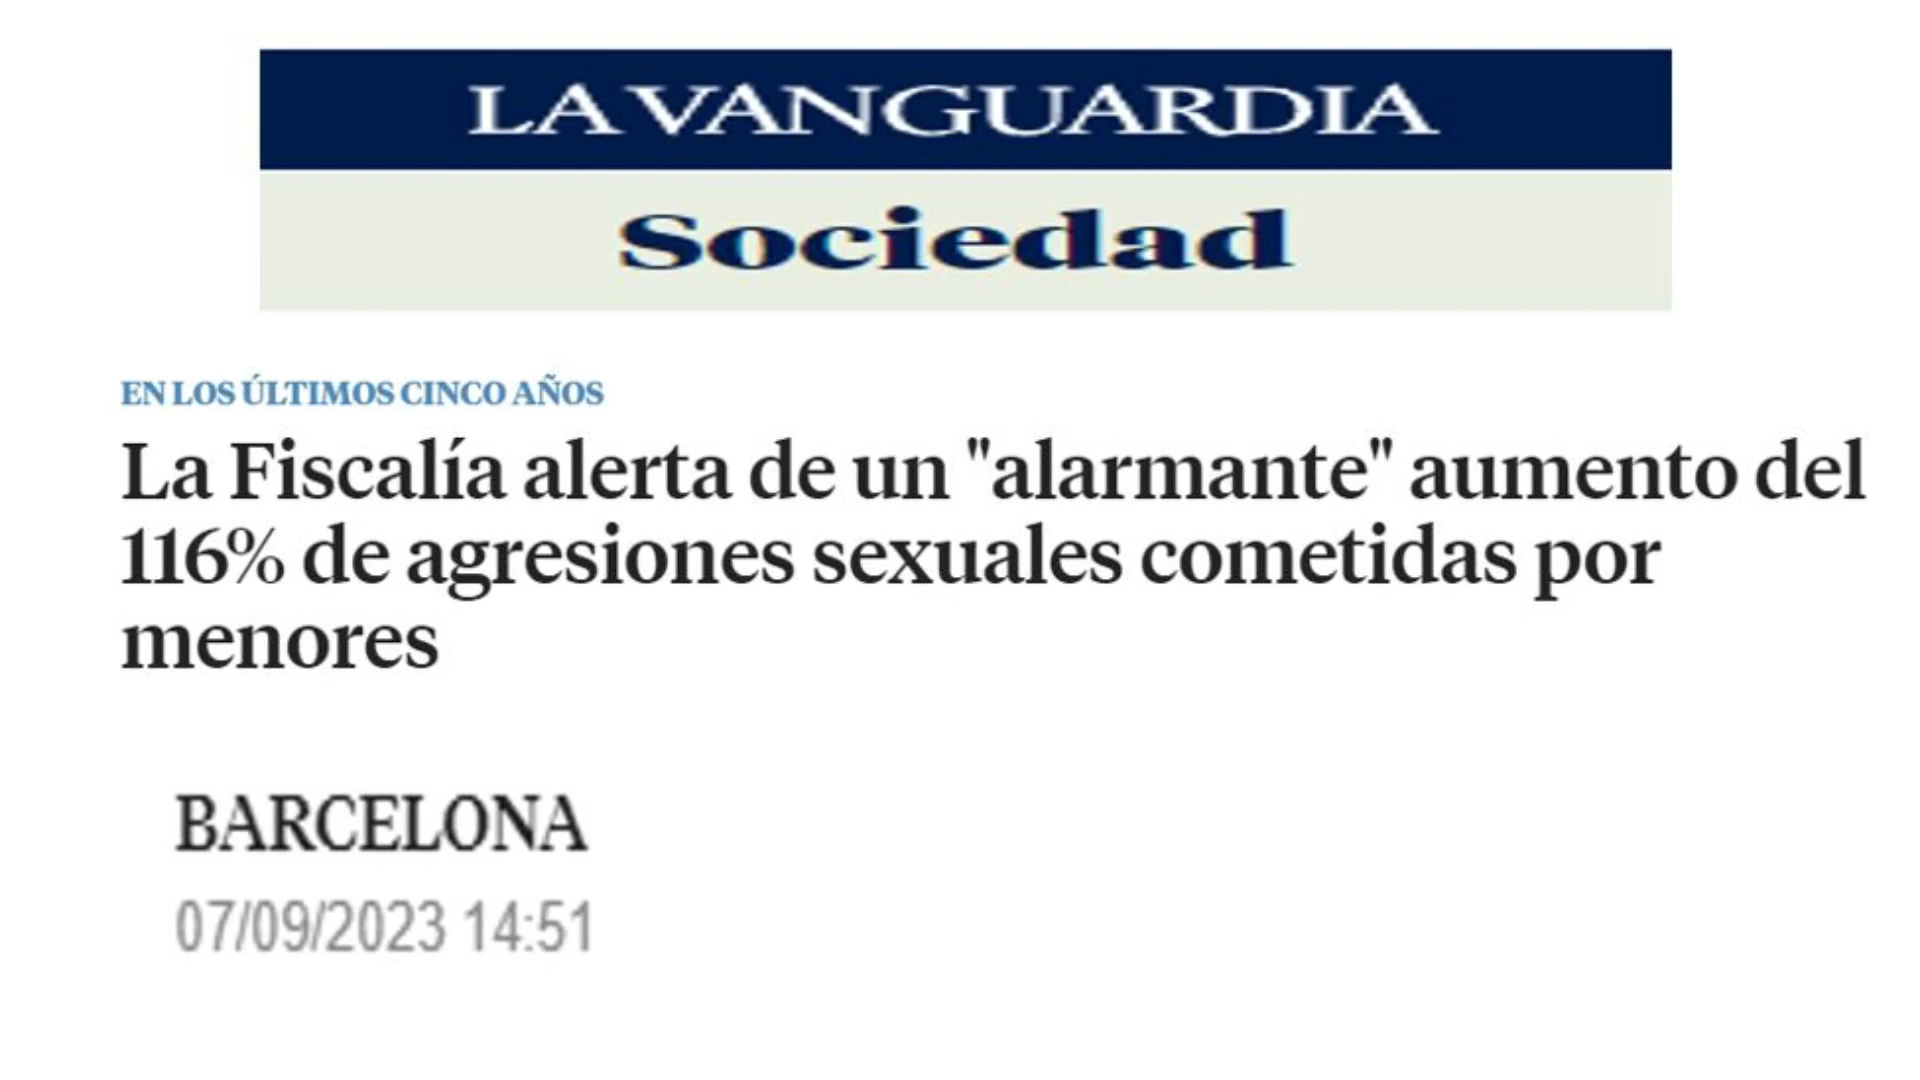 LA VANGUARDIA
Sociedad
EN LOS ÚLTIMOS CINCO AÑOS
La Fiscalía alerta de un "alarmante" aumento del
116% de agresiones sexuales cometidas por
menores
BARCELONA
07/09/2023 14:51